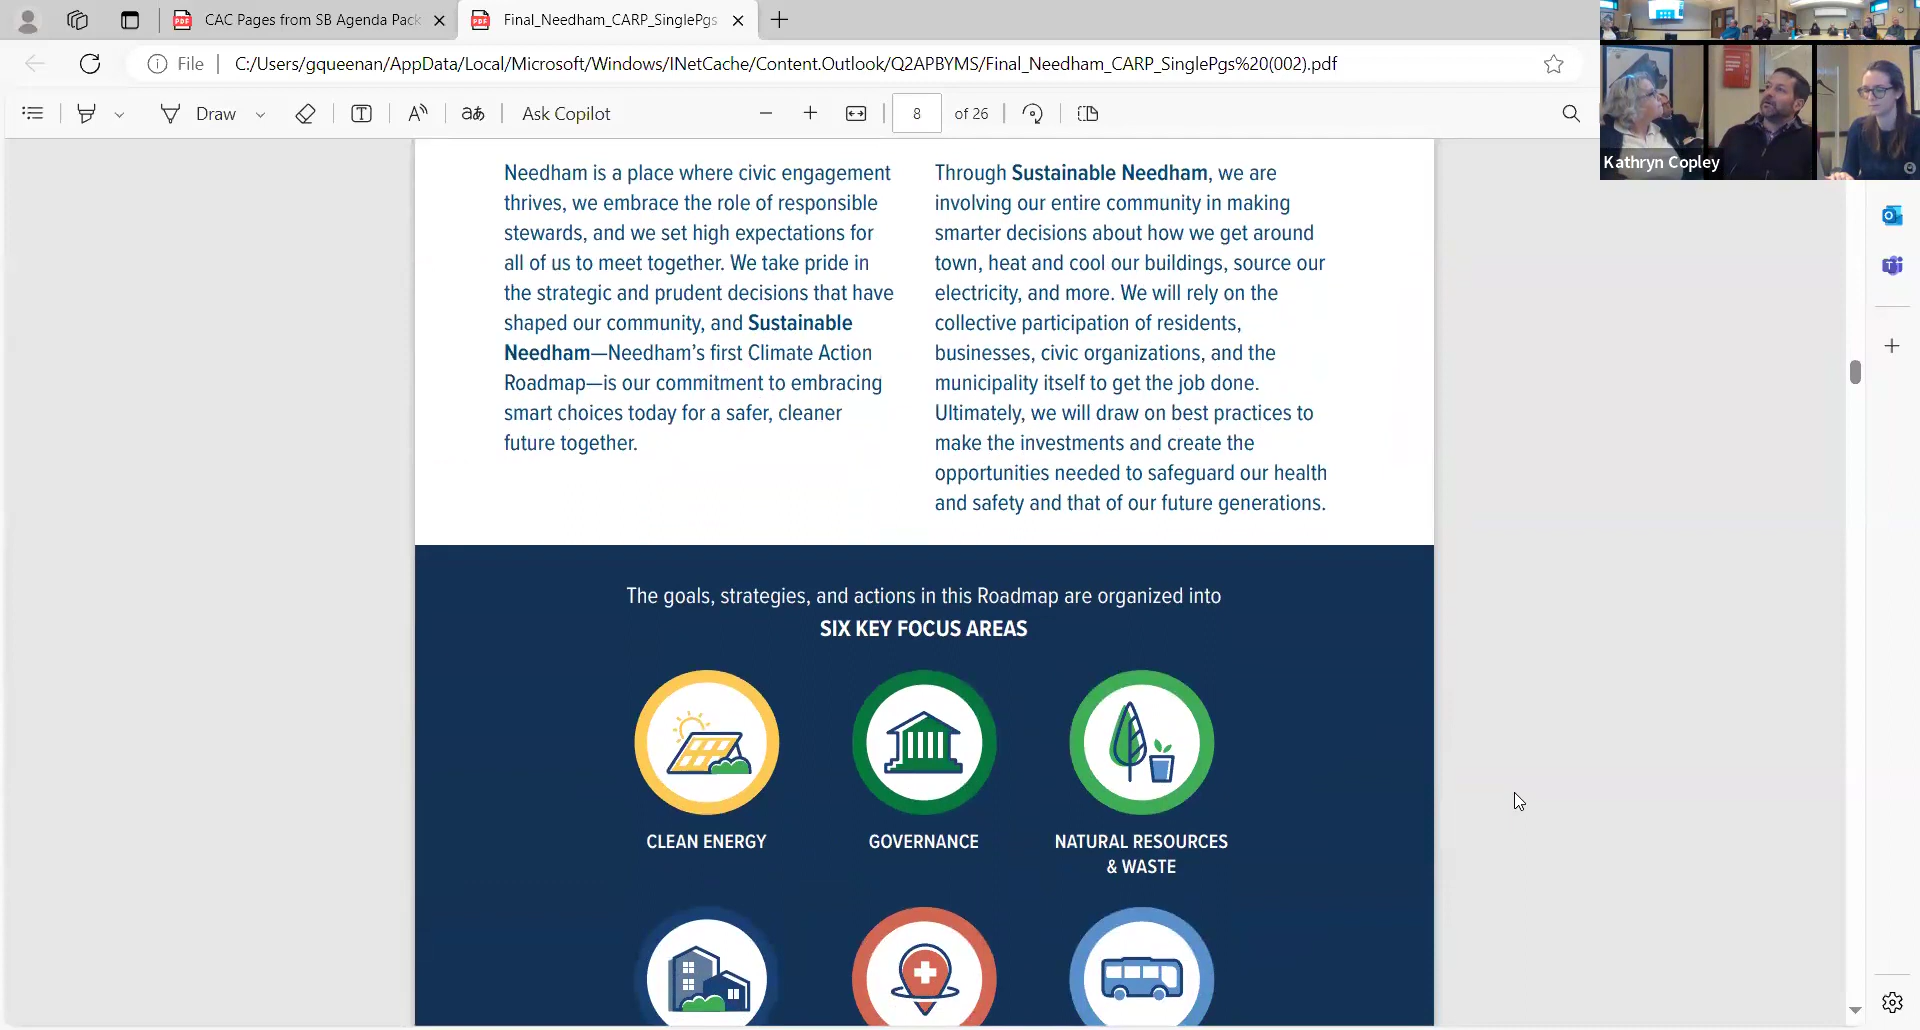 CAC Pages from SB Agenda Pack
Final_Needham_CARP_SinglePgs
File
C:/Users/gqueenan/AppData/Local/Microsoft/Windows/INetCache/Content.Outlook/Q2APBYMS/Final_Needham_CARP_SinglePgs%20(002).pdf
Draw
Ask Copilot
8 of 26
Kathryn Copley
Needham is a place where civic engagement
thrives, we embrace the role of responsible
stewards, and we set high expectations for
all of us to meet together. We take pride in
the strategic and prudent decisions that have
shaped our community, and Sustainable
Needham—Needham’s first Climate Action
Roadmap—is our commitment to embracing
smart choices today for a safer, cleaner
future together.
Through Sustainable Needham, we are
involving our entire community in making
smarter decisions about how we get around
town, heat and cool our buildings, source our
electricity, and more. We will rely on the
collective participation of residents,
businesses, civic organizations, and the
municipality itself to get the job done.
Ultimately, we will draw on best practices to
make the investments and create the
opportunities needed to safeguard our health
and safety and that of our future generations.
The goals, strategies, and actions in this Roadmap are organized into
SIX KEY FOCUS AREAS
CLEAN ENERGY
GOVERNANCE
NATURAL RESOURCES
& WASTE